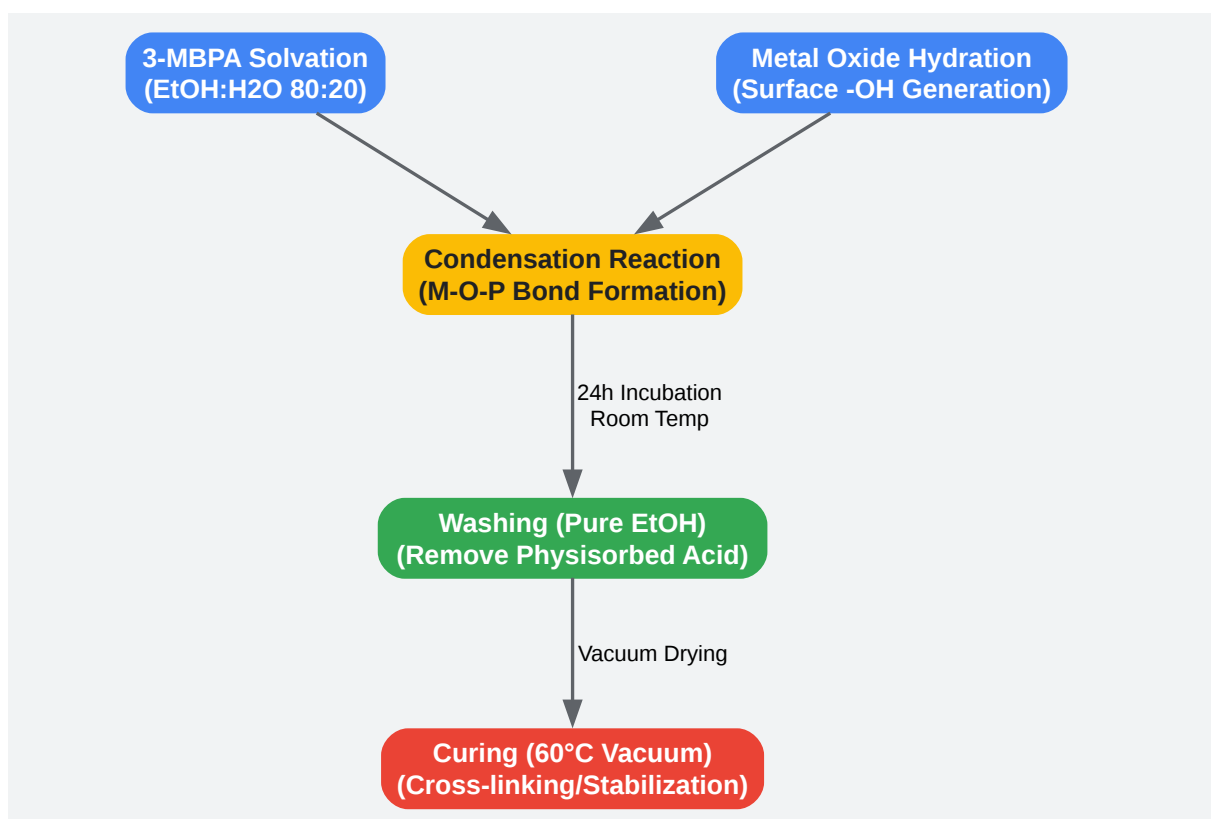 3-MBPA Solvation
(EtOH:H2O 80:20)
Metal Oxide Hydration
(Surface -OH Generation)
Condensation Reaction
(M-O-P Bond Formation)
24h Incubation
Room Temp
Washing (Pure EtOH)
(Remove Physisorbed Acid)
Vacuum Drying
Curing (60°C Vacuum)
(Cross-linking/Stabilization)